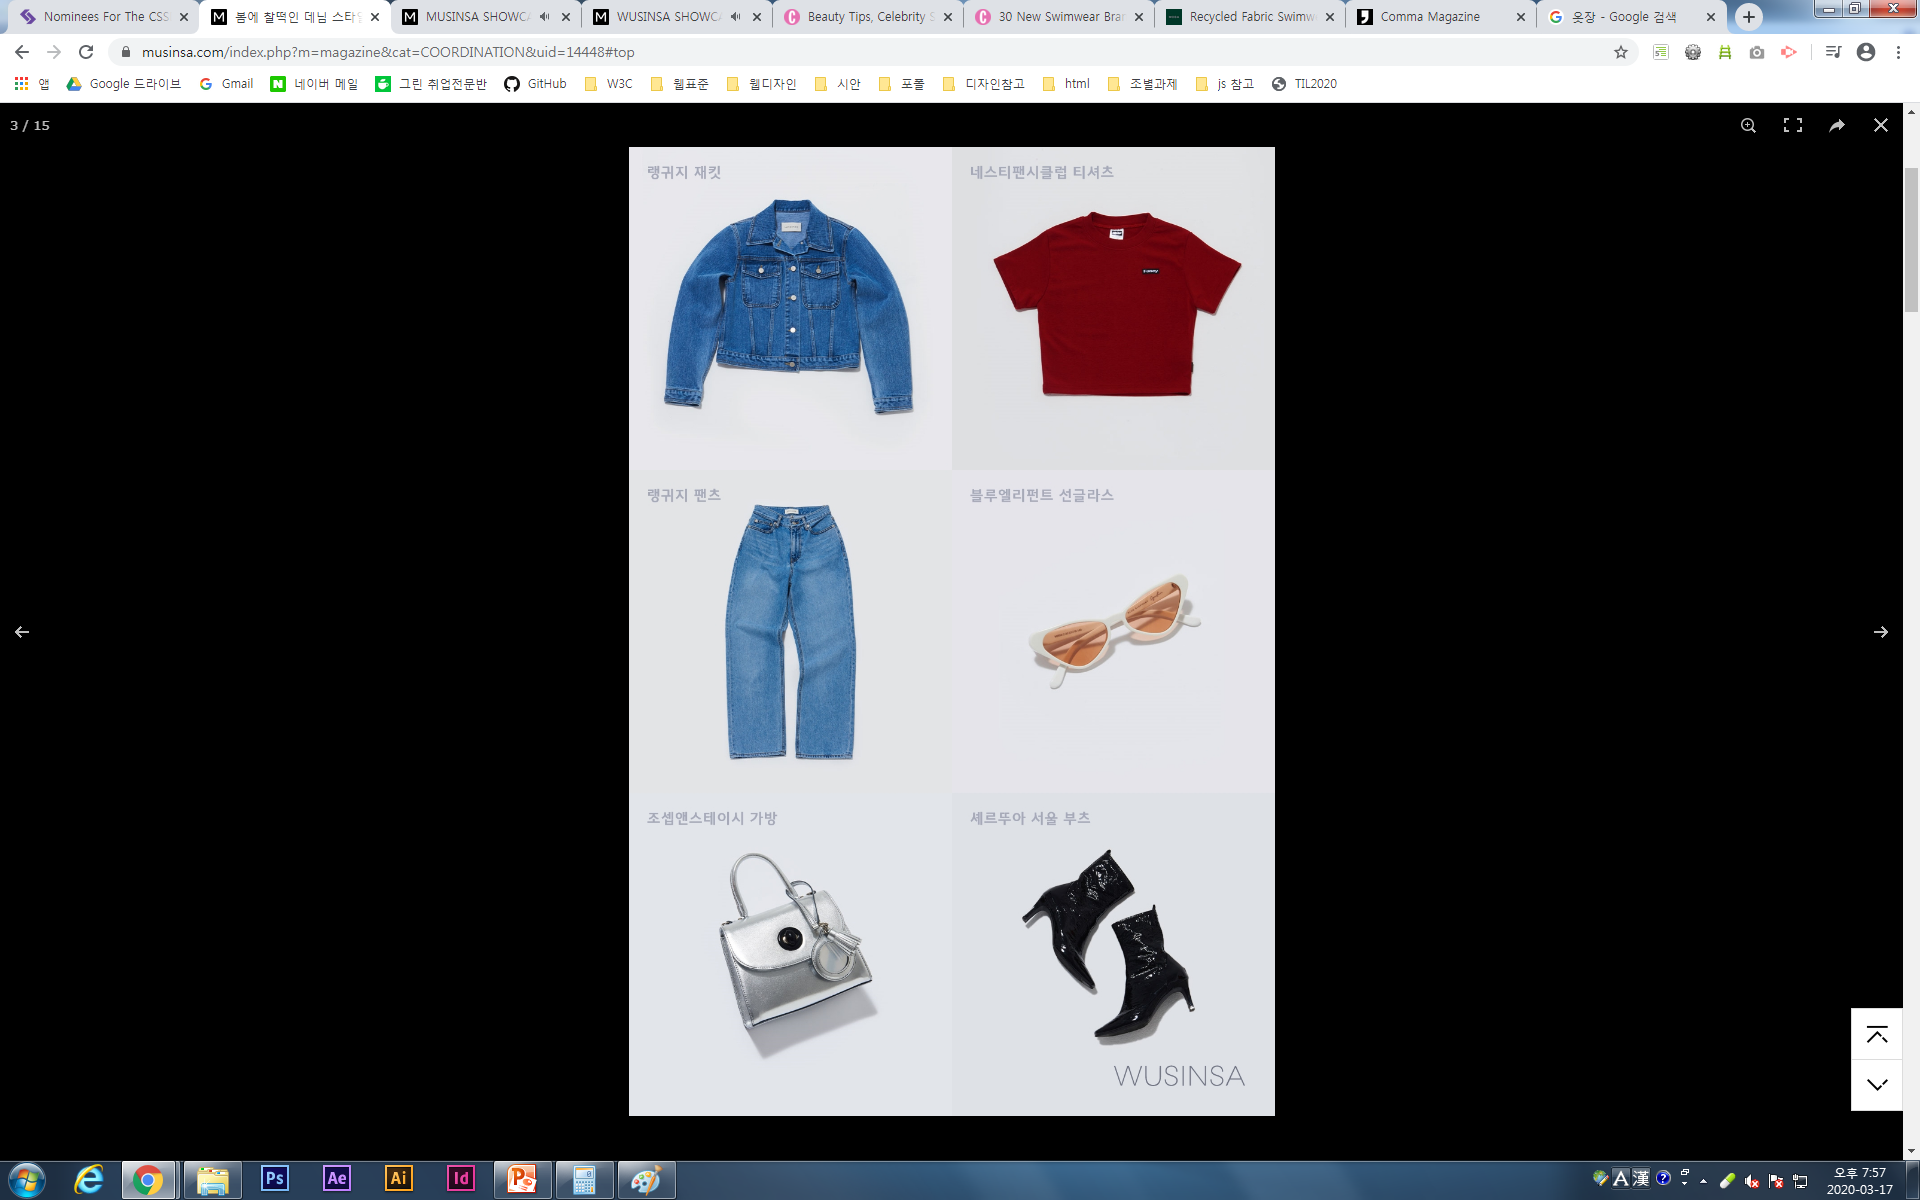 Nominees For The CSS
봄에 찰떡인 데님 스타일
MUSINSA SHOWCA
WUSINSA SHOWCA
Beauty Tips, Celebrity S
30 New Swimwear Bran
Recycled Fabric Swimw
Comma Magazine
옷장 - Google 검색
musinsa.com/index.php?m=magazine&cat=COORDINATION&uid=14448#top
앱
Google 드라이브
Gmail
네이버 메일
그린 취업전문반
GitHub
W3C
웹표준
웹디자인
시안
포폴
디자인참고
html
조별과제
js 참고
TIL2020
3 / 15
랭귀지 재킷
네스티팬시클럽 티셔츠
랭귀지 팬츠
블루엘리펀트 선글라스
조셉앤스테이시 가방
셰르뚜아 서울 부츠
WUSINSA
Ps
Ae
Ai
Id
A 漢
오후 7:57
2020-03-17